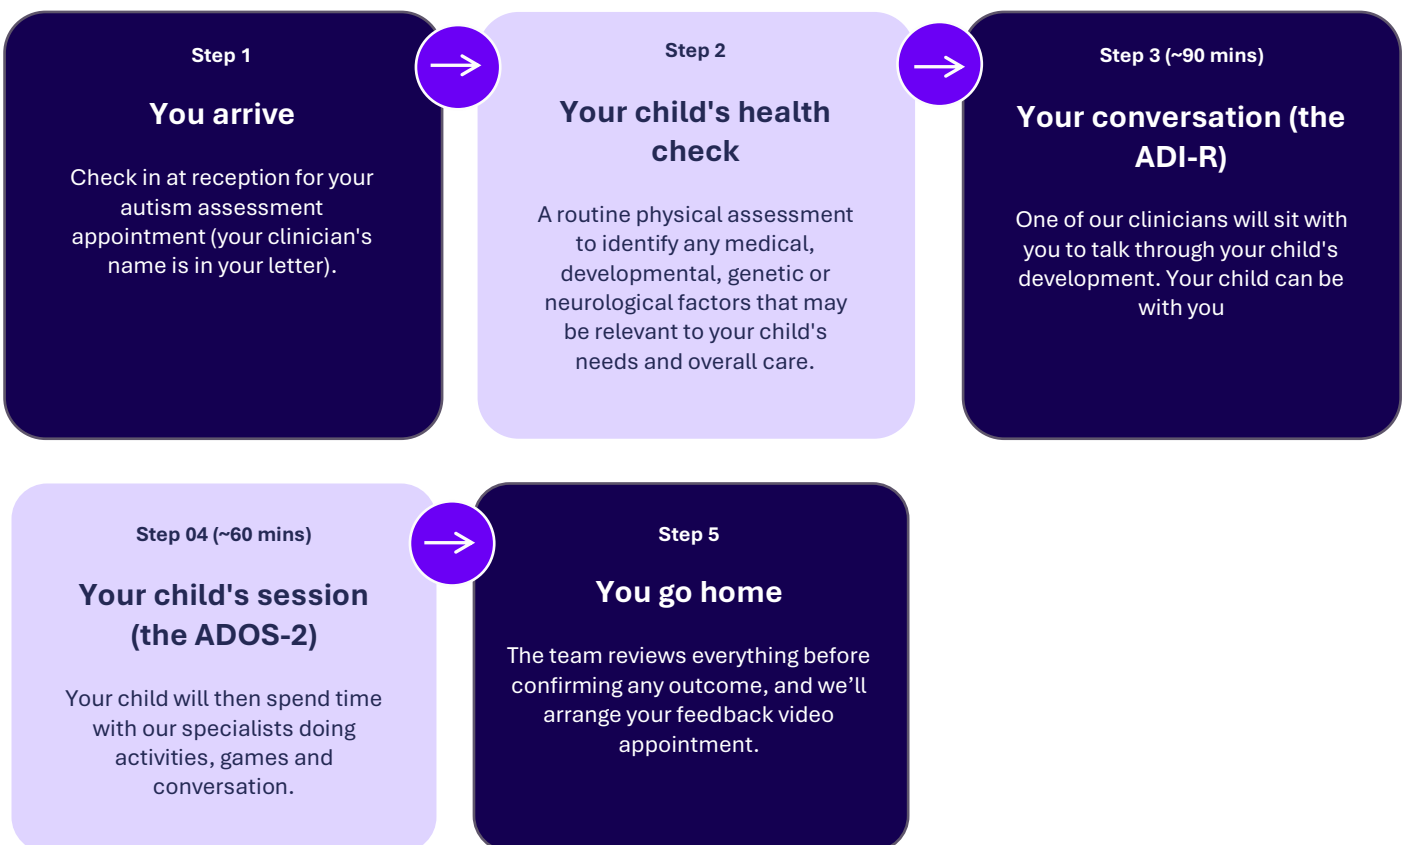 Step 1
You arrive
Check in at reception for your
autism assessment
appointment (your clinician's
name is in your letter).
Step 2
Your child's health
check
A routine physical assessment
to identify any medical,
developmental, genetic or
neurological factors that may
be relevant to your child's
needs and overall care.
Step 3 (~90 mins)
Your conversation (the
ADI-R)
One of our clinicians will sit with
you to talk through your child's
development. Your child can be
with you
Step 04 (~60 mins)
Your child's session
(the ADOS-2)
Your child will then spend time
with our specialists doing
activities, games and
conversation.
Step 5
You go home
The team reviews everything before
confirming any outcome, and we’ll
arrange your feedback video
appointment.